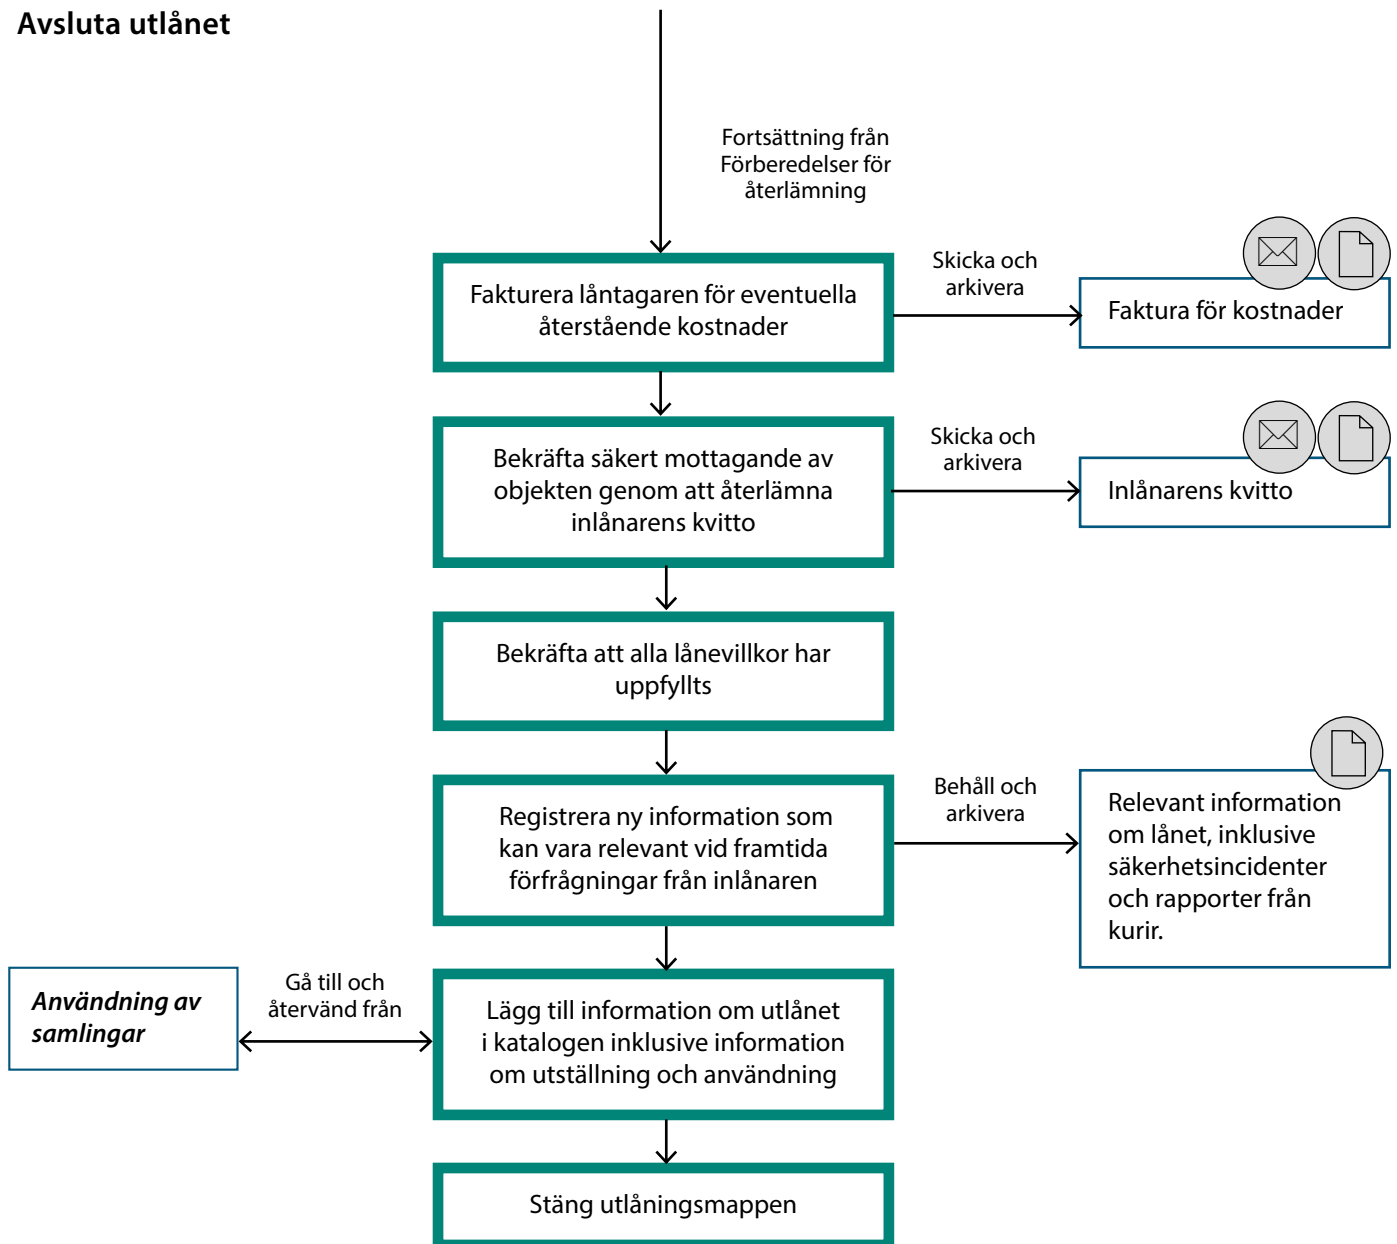 Avsluta utlånet
Fortsättning från
Förberedelser för
återlämning
Fakturera låntagaren för eventuella
återstående kostnader
Skicka och
arkivera
Faktura för kostnader
Bekräfta säkert mottagande av
objekten genom att återlämna
inlånarens kvitto
Skicka och
arkivera
Inlånarens kvitto
Bekräfta att alla lånevillkor har
uppfyllts
Registrera ny information som
kan vara relevant vid framtida
förfrågningar från inlånaren
Behåll och
arkivera
Relevant information
om lånet, inklusive
säkerhetsincidenter
och rapporter från
kurir.
Användning av
samlingar
Gå till och
återvänd från
Lägg till information om utlånet
i katalogen inklusive information
om utställning och användning
Stäng utlåningsmappen